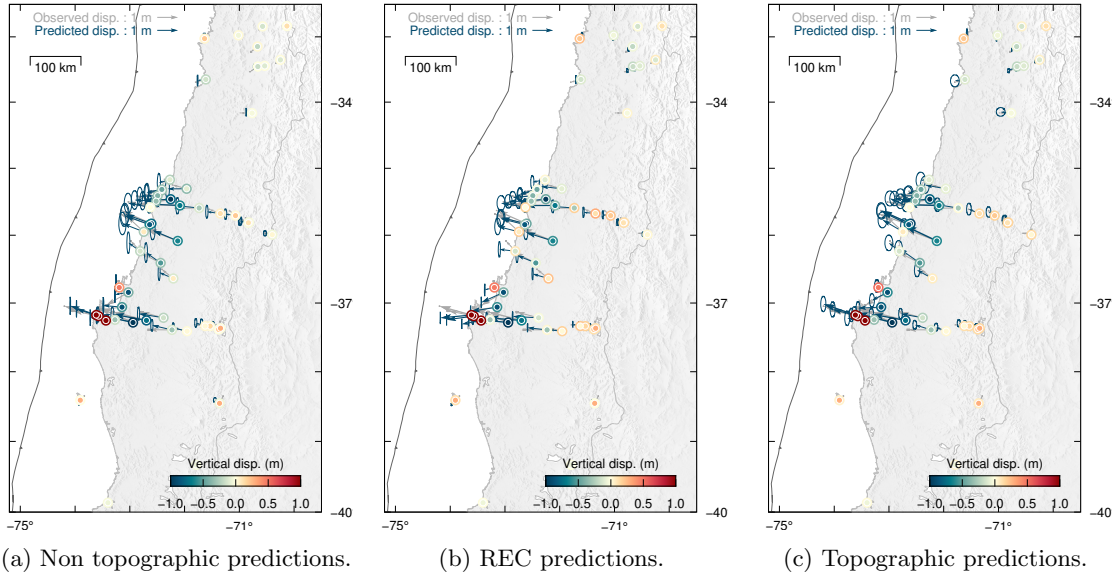 Observed disp. : 1 m
Predicted disp. : 1 m
100 km
−34
−37
−40
Vertical disp. (m)
−1.0 −0.5 0.0 0.5 1.0
−75° −71°
(a) Non topographic predictions.
Observed disp. : 1 m
Predicted disp. : 1 m
100 km
−34
−37
−40
Vertical disp. (m)
−1.0 −0.5 0.0 0.5 1.0
−75° −71°
(b) REC predictions.
Observed disp. : 1 m
Predicted disp. : 1 m
100 km
−34
−37
−40
Vertical disp. (m)
−1.0 −0.5 0.0 0.5 1.0
−75° −71°
(c) Topographic predictions.